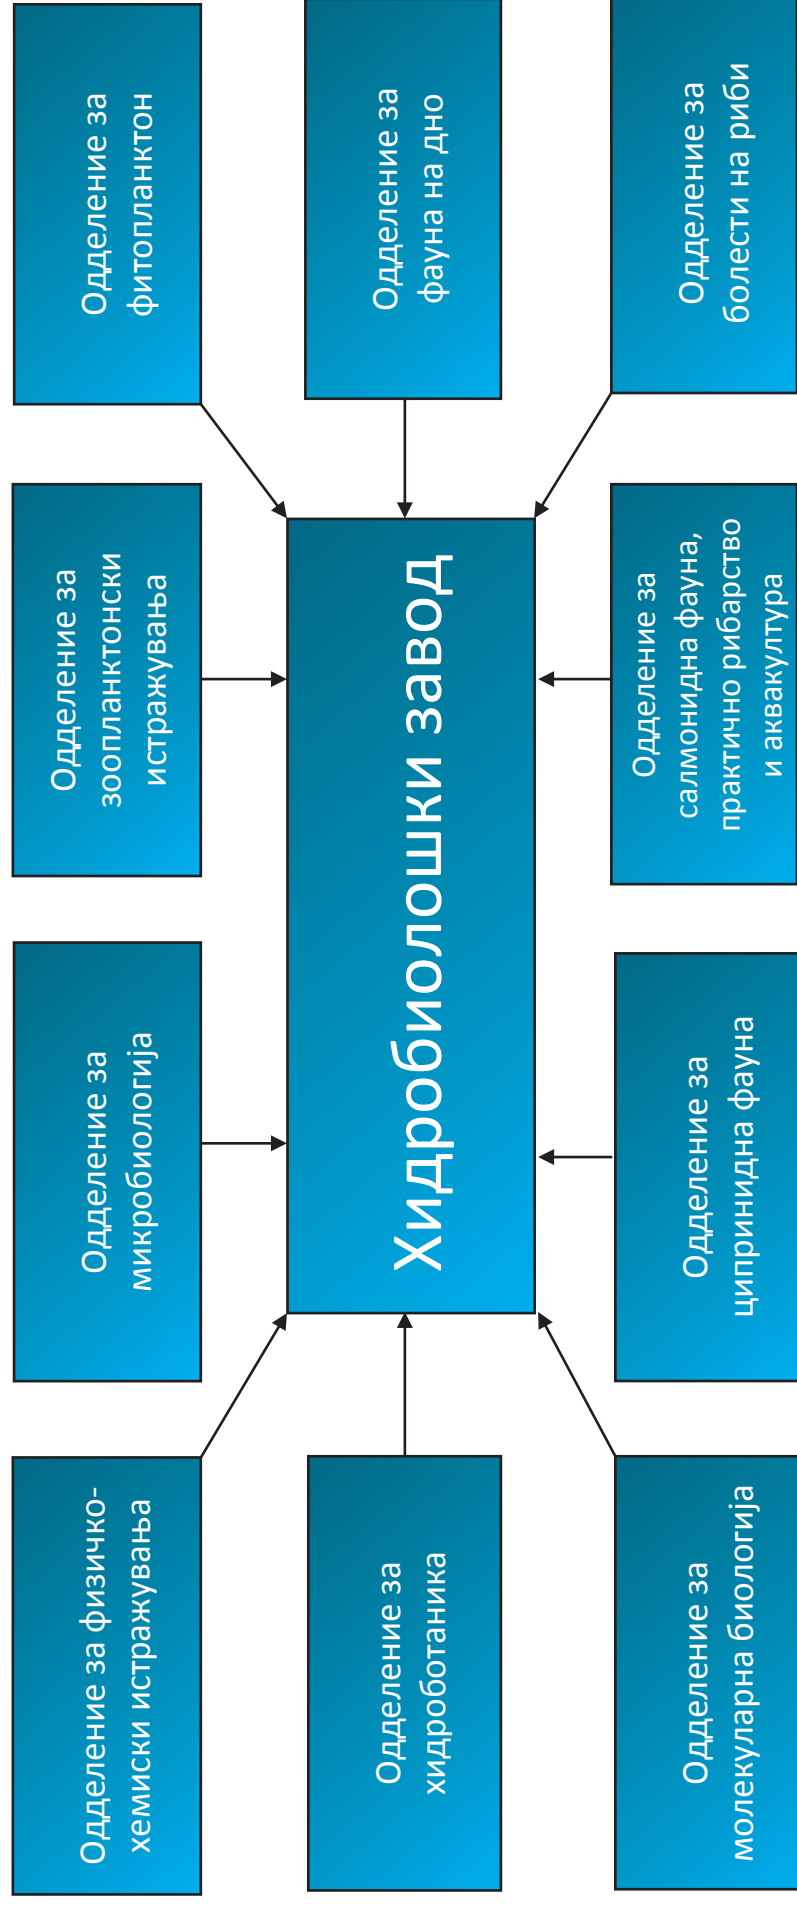 Одделение за физичко-
хемиски истражувања
Одделение за
микробиологија
Одделение за
зоопланктонски
истражувања
Одделение за
фитопланктон
Одделение за
хидроботаника
Хидробиолошки завод
Одделение за
фауна на дно
Одделение за
молекуларна биологија
Одделение за
ципринидна фауна
Одделение за
салмонидна фауна,
практично рибарство
и аквакултура
Одделение за
болести на риби